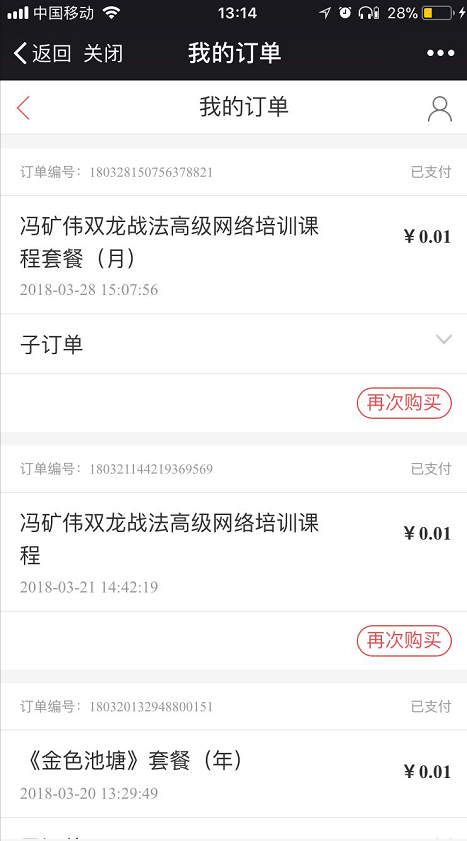 中国移动 13:14 28%
返回 关闭 我的订单
我的订单
订单编号：180328150756378821 已支付
冯矿伟双龙战法高级网络培训课 ￥0.01
程套餐（月）
2018-03-28 15:07:56
子订单
再次购买
订单编号：180321144219369569 已支付
冯矿伟双龙战法高级网络培训课 ￥0.01
程
2018-03-21 14:42:19
再次购买
订单编号：180320132948800151 已支付
《金色池塘》套餐（年） ￥0.01
2018-03-20 13:29:49